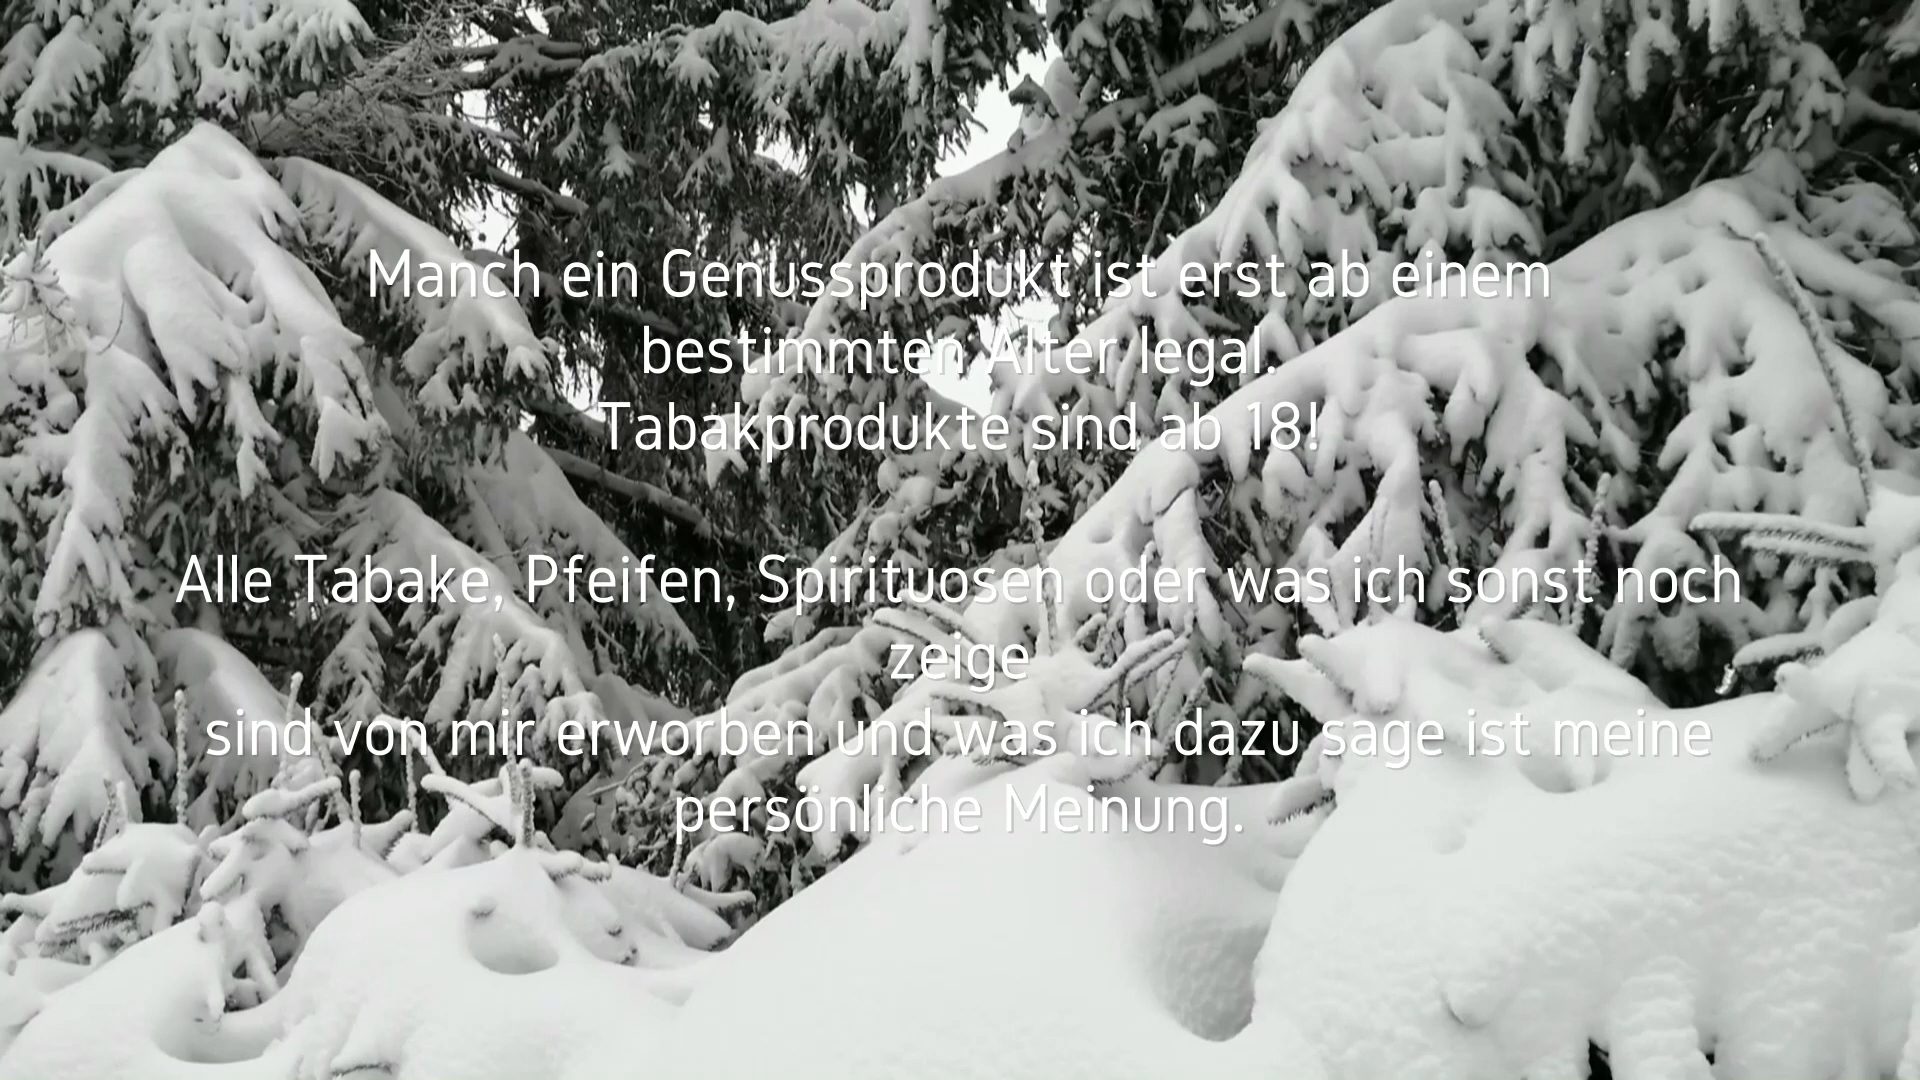 Manch ein Genussprodukt ist erst ab einem
bestimmten Alter legal.
Tabakprodukte sind ab 18!
Alle Tabake, Pfeifen, Spirituosen oder was ich sonst noch
zeige
sind von mir erworben und was ich dazu sage ist meine
persönliche Meinung.